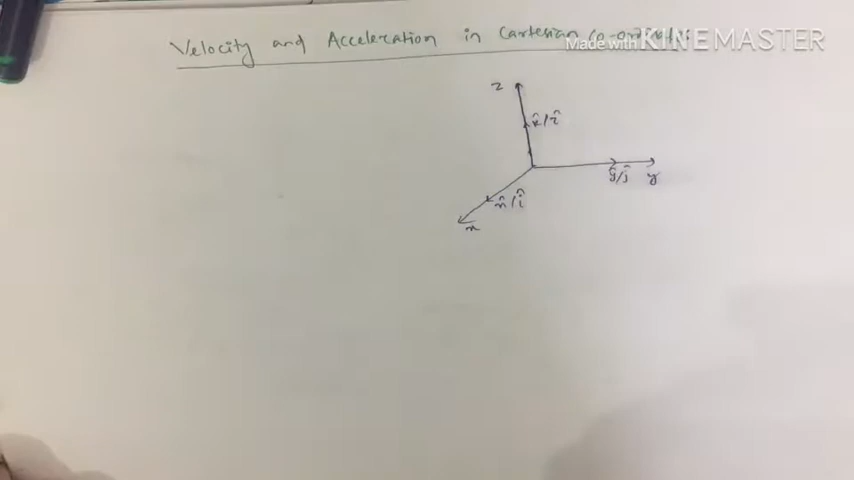 Velocity and Acceleration in Cartesian Co-ordinates
Made with KINEMASTER
z
k̂/ẑ
ŷ/ĵ y
x̂/î
x